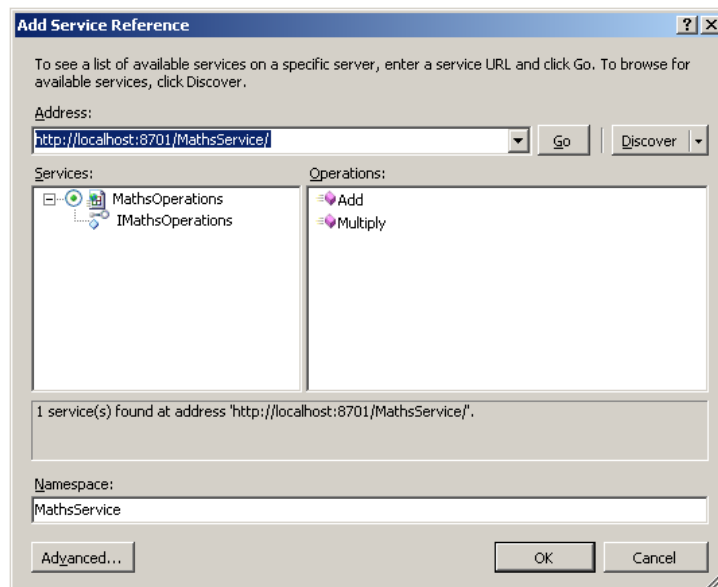 Add Service Reference
To see a list of available services on a specific server, enter a service URL and click Go. To browse for
available services, click Discover.
Address:
http://localhost:8701/MathsService/
Go
Discover
Services:
Operations:
MathsOperations
IMathsOperations
Add
Multiply
1 service(s) found at address 'http://localhost:8701/MathsService/'.
Namespace:
MathsService
Advanced...
OK
Cancel